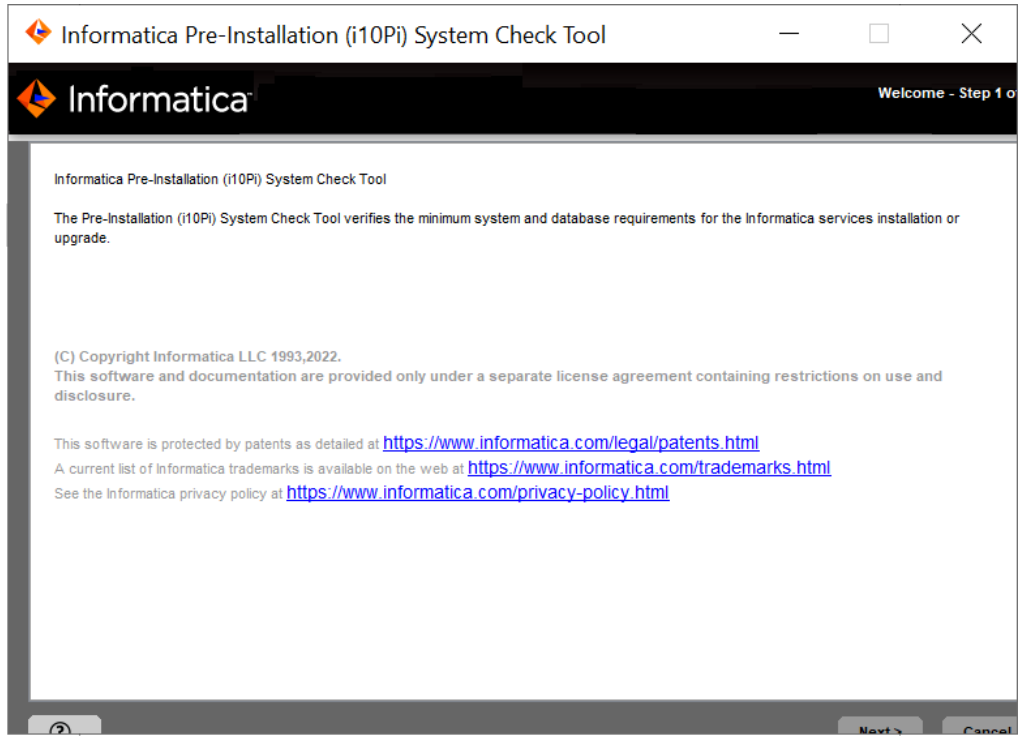 Informatica Pre-Installation (i10Pi) System Check Tool
Informatica
Welcome - Step 1 o
Informatica Pre-Installation (i10Pi) System Check Tool
The Pre-Installation (i10Pi) System Check Tool verifies the minimum system and database requirements for the Informatica services installation or
upgrade.
(C) Copyright Informatica LLC 1993,2022.
This software and documentation are provided only under a separate license agreement containing restrictions on use and
disclosure.
This software is protected by patents as detailed at https://www.informatica.com/legal/patents.html
A current list of Informatica trademarks is available on the web at https://www.informatica.com/trademarks.html
See the Informatica privacy policy at https://www.informatica.com/privacy-policy.html
?
Next >
Cancel